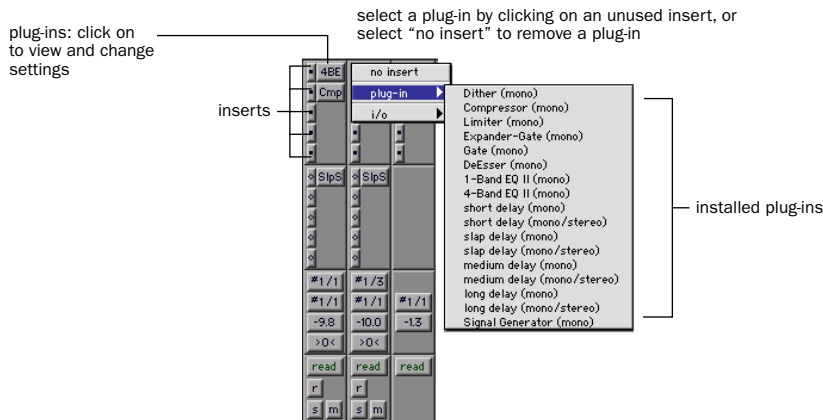 select a plug-in by clicking on an unused insert, or
select “no insert” to remove a plug-in
plug-ins: click on
to view and change
settings
inserts
4BE
Cmp
no insert
plug-in
i/o
Dither (mono)
Compressor (mono)
Limiter (mono)
Expander-Gate (mono)
Gate (mono)
DeEsser (mono)
1-Band EQ II (mono)
4-Band EQ II (mono)
short delay (mono)
short delay (mono/stereo)
slap delay (mono)
slap delay (mono/stereo)
medium delay (mono)
medium delay (mono/stereo)
long delay (mono)
long delay (mono/stereo)
Signal Generator (mono)
installed plug-ins
SlpS SlpS
#1/1 #1/3
#1/1 #1/1 #1/1
-9.8 -10.0 -1.3
>0< >0<
read read read
r r
s m s m